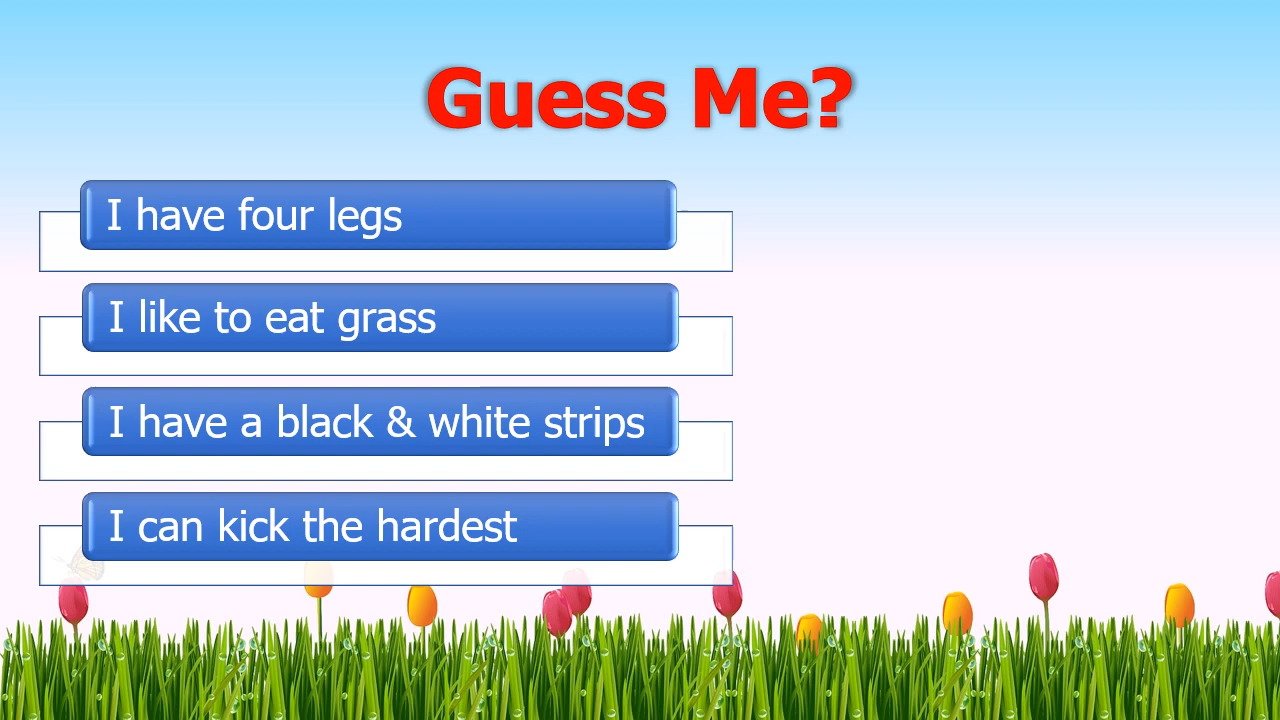 Guess Me?
I have four legs
I like to eat grass
I have a black & white strips
I can kick the hardest